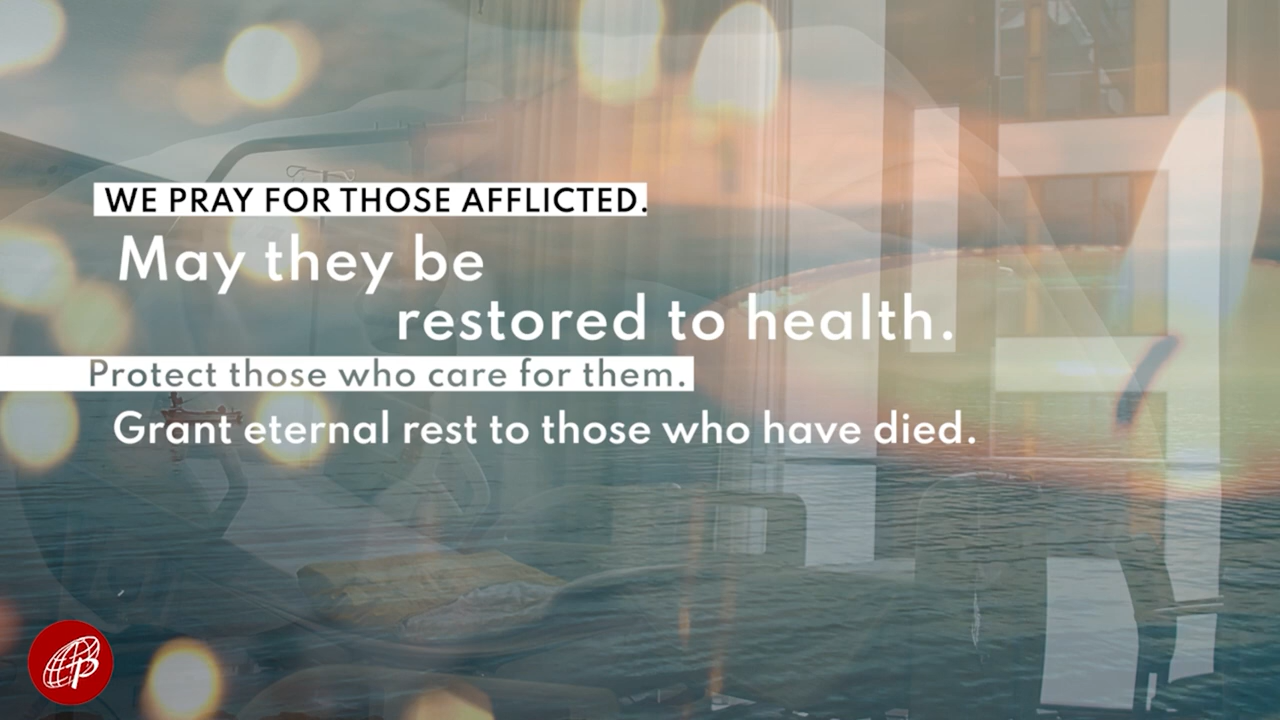 WE PRAY FOR THOSE AFFLICTED.
May they be
restored to health.
Protect those who care for them.
Grant eternal rest to those who have died.
P